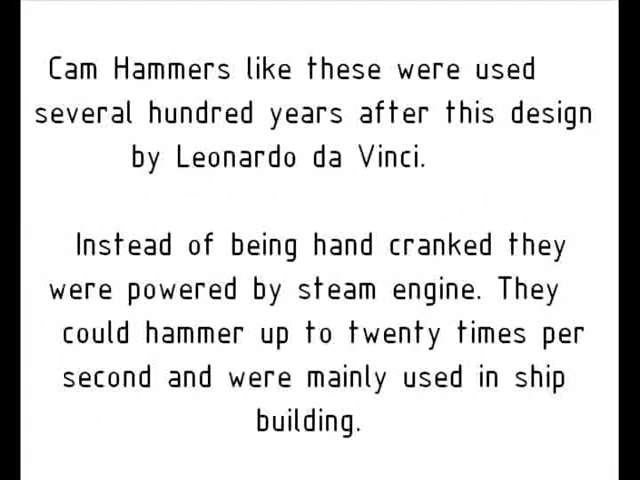 Cam Hammers like these were used
several hundred years after this design
by Leonardo da Vinci.
Instead of being hand cranked they
were powered by steam engine. They
could hammer up to twenty times per
second and were mainly used in ship
building.